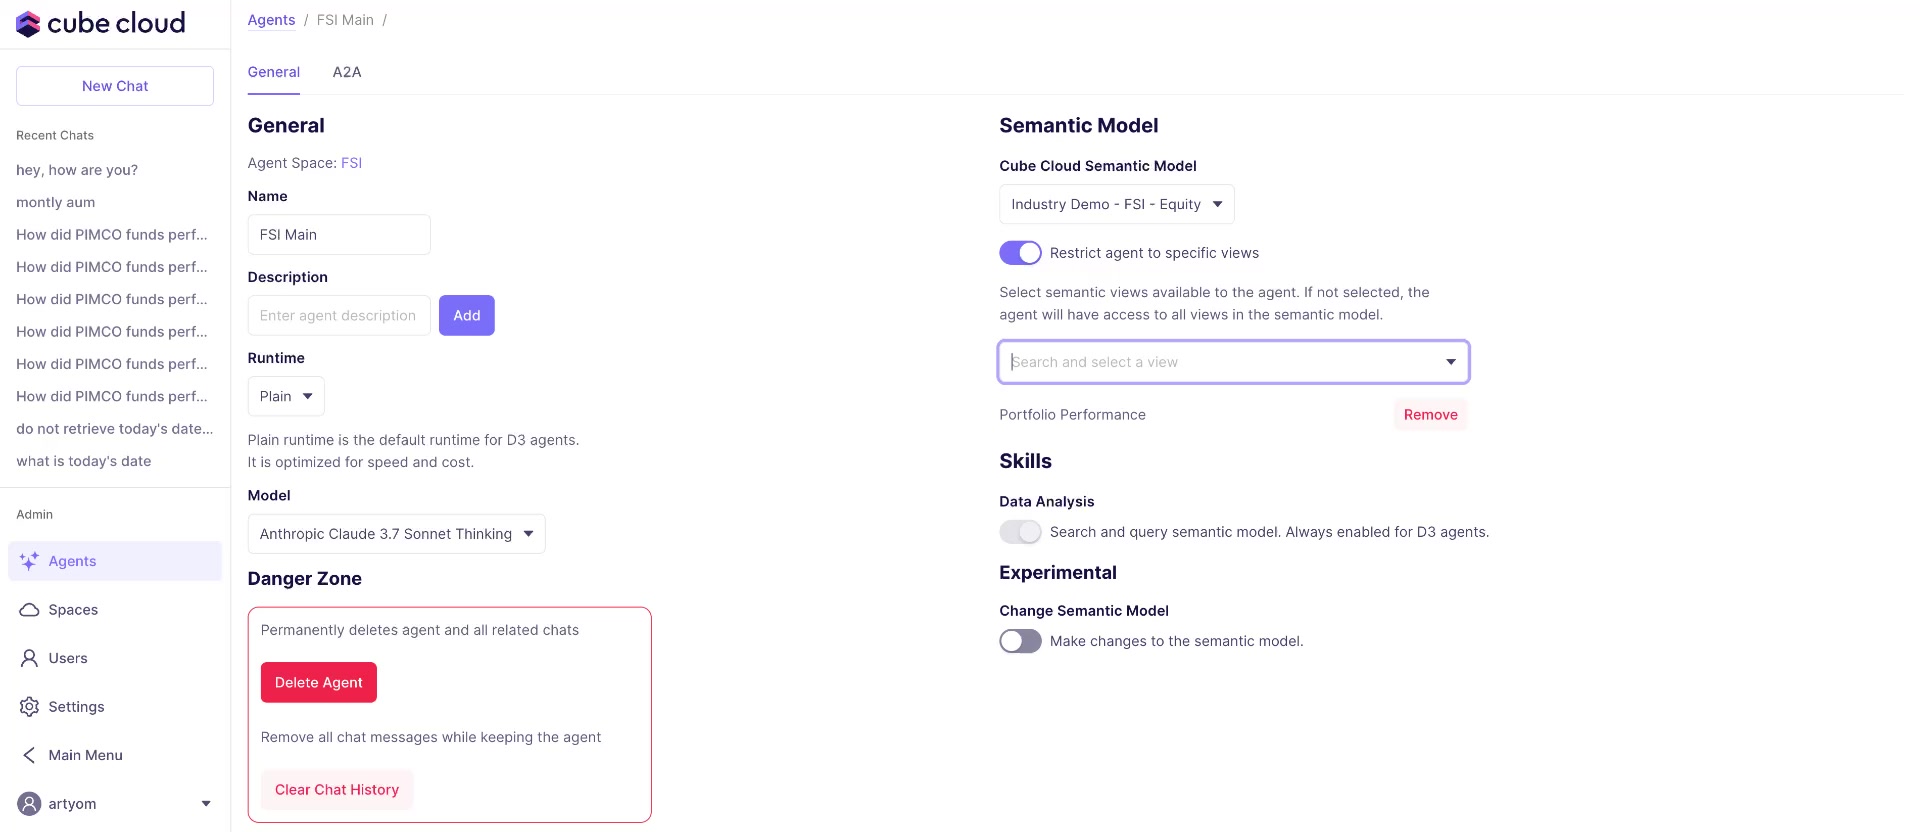 cube cloud
New Chat
Recent Chats
hey, how are you?
montly aum
How did PIMCO funds perf...
How did PIMCO funds perf...
How did PIMCO funds perf...
How did PIMCO funds perf...
How did PIMCO funds perf...
How did PIMCO funds perf...
do not retrieve today's date...
what is today's date
Admin
Agents
Spaces
Users
Settings
Main Menu
artyom
Agents / FSI Main /
General A2A
General
Agent Space: FSI
Name
FSI Main
Description
Enter agent description Add
Runtime
Plain
Plain runtime is the default runtime for D3 agents.
It is optimized for speed and cost.
Model
Anthropic Claude 3.7 Sonnet Thinking
Danger Zone
Permanently deletes agent and all related chats
Delete Agent
Remove all chat messages while keeping the agent
Clear Chat History
Semantic Model
Cube Cloud Semantic Model
Industry Demo - FSI - Equity
Restrict agent to specific views
Select semantic views available to the agent. If not selected, the
agent will have access to all views in the semantic model.
Search and select a view
Portfolio Performance Remove
Skills
Data Analysis
Search and query semantic model. Always enabled for D3 agents.
Experimental
Change Semantic Model
Make changes to the semantic model.